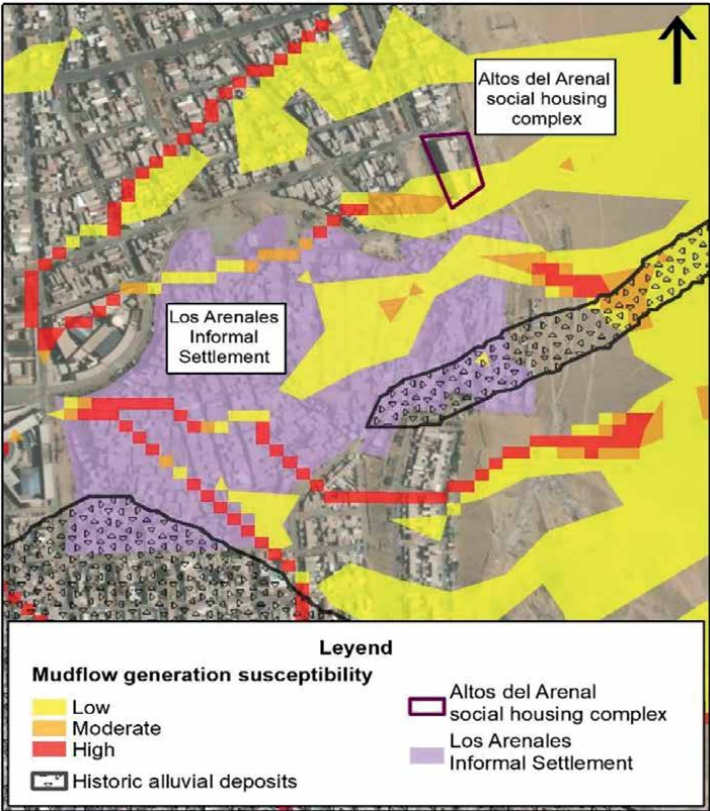 Altos del Arenal
social housing
complex
Los Arenales
Informal
Settlement
Leyend
Mudflow generation susceptibility
Low
Moderate
High
Historic alluvial deposits
Altos del Arenal
social housing complex
Los Arenales
Informal Settlement